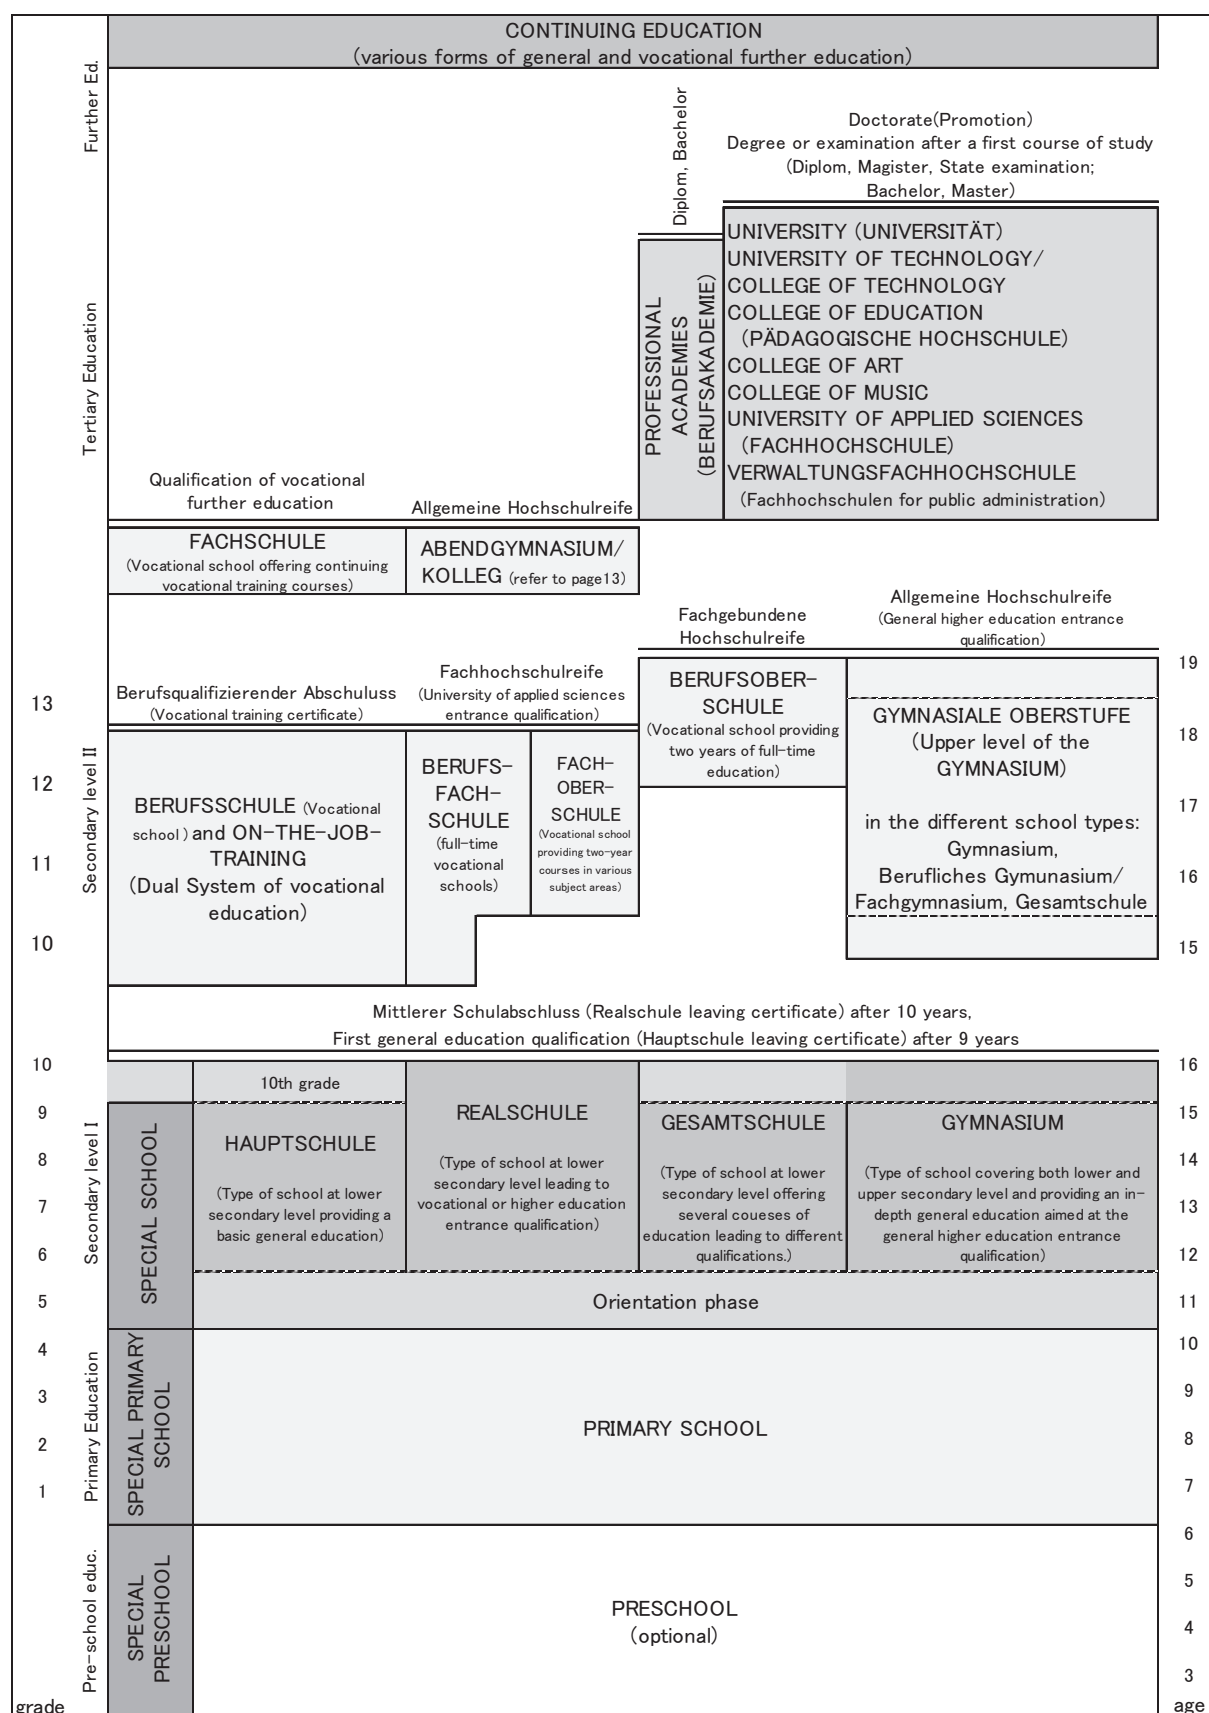 CONTINUING EDUCATION
(various forms of general and vocational further education)
Further Ed.
Diplom, Bachelor
Doctorate(Promotion)
Degree or examination after a first course of study
(Diplom, Magister, State examination;
Bachelor, Master)
Tertiary Education
PROFESSIONAL
ACADEMIES
(BERUFSAKADEMIE)
UNIVERSITY (UNIVERSITÄT)
UNIVERSITY OF TECHNOLOGY/
COLLEGE OF TECHNOLOGY
COLLEGE OF EDUCATION
(PÄDAGOGISCHE HOCHSCHULE)
COLLEGE OF ART
COLLEGE OF MUSIC
UNIVERSITY OF APPLIED SCIENCES
(FACHHOCHSCHULE)
VERWALTUNGSFACHHOCHSCHULE
(Fachhochschulen for public administration)
Qualification of vocational
further education
Allgemeine Hochschulreife
FACHSCHULE
(Vocational school offering continuing
vocational training courses)
ABENDGYMNASIUM/
KOLLEG (refer to page13)
Fachgebundene
Hochschulreife
Allgemeine Hochschulreife
(General higher education entrance
qualification)
Berufsqualifizierender Abschuluss
(Vocational training certificate)
Fachhochschulreife
(University of applied sciences
entrance qualification)
Secondary level II
13
12
11
10
BERUFSSCHULE (Vocational
school) and ON-THE-JOB-
TRAINING
(Dual System of vocational
education)
BERUFS-
FACH-
SCHULE
(full-time
vocational
schools)
FACH-
OBER-
SCHULE
(Vocational school
providing two-year
courses in various
subject areas)
BERUFSOBER-
SCHULE
(Vocational school providing
two years of full-time
education)
GYMNASIALE OBERSTUFE
(Upper level of the
GYMNASIUM)
in the different school types:
Gymnasium,
Berufliches Gymunasium/
Fachgymnasium, Gesamtschule
19
18
17
16
15
Mittlerer Schulabschluss (Realschule leaving certificate) after 10 years,
First general education qualification (Hauptschule leaving certificate) after 9 years
Secondary level I
10
9
8
7
6
5
SPECIAL SCHOOL
10th grade
HAUPTSCHULE
(Type of school at lower
secondary level providing a
basic general education)
REALSCHULE
(Type of school at lower
secondary level leading to
vocational or higher education
entrance qualification)
GESAMTSCHULE
(Type of school at lower
secondary level offering
several coueses of
education leading to different
qualifications.)
GYMNASIUM
(Type of school covering both lower and
upper secondary level and providing an in-
depth general education aimed at the
general higher education entrance
qualification)
Orientation phase
16
15
14
13
12
11
4
3
2
1
Primary Education
SPECIAL PRIMARY
SCHOOL
PRIMARY SCHOOL
10
9
8
7
Pre-school educ.
SPECIAL
PRESCHOOL
PRESCHOOL
(optional)
6
5
4
3
grade
age